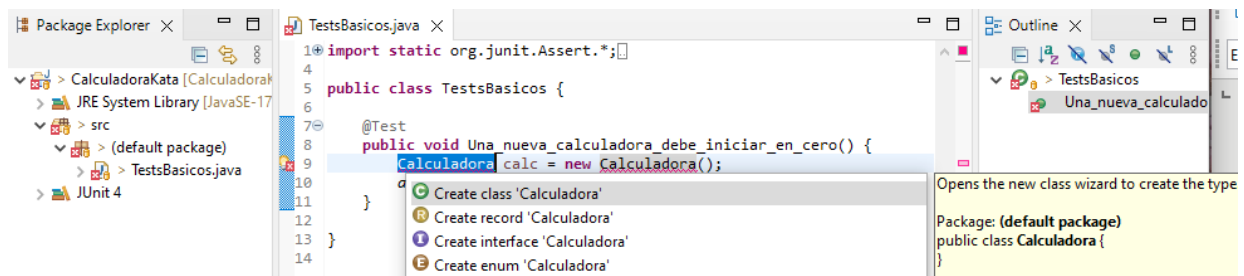 Package Explorer
> CalculadoraKata [Calculadorak
JRE System Library [JavaSE-17
> src
> (default package)
> TestsBasicos.java
JUnit 4
TestsBasicos.java
1 import static org.junit.Assert.*;
4
5 public class TestsBasicos {
6
7 @Test
8 public void Una_nueva_calculadora_debe_iniciar_en_cero() {
9 Calculadora calc = new Calculadora();
10
11 }
12
13 }
14
Create class 'Calculadora'
Create record 'Calculadora'
Create interface 'Calculadora'
Create enum 'Calculadora'
Opens the new class wizard to create the type
Package: (default package)
public class Calculadora {
}
Outline
> TestsBasicos
Una_nueva_calculado
E